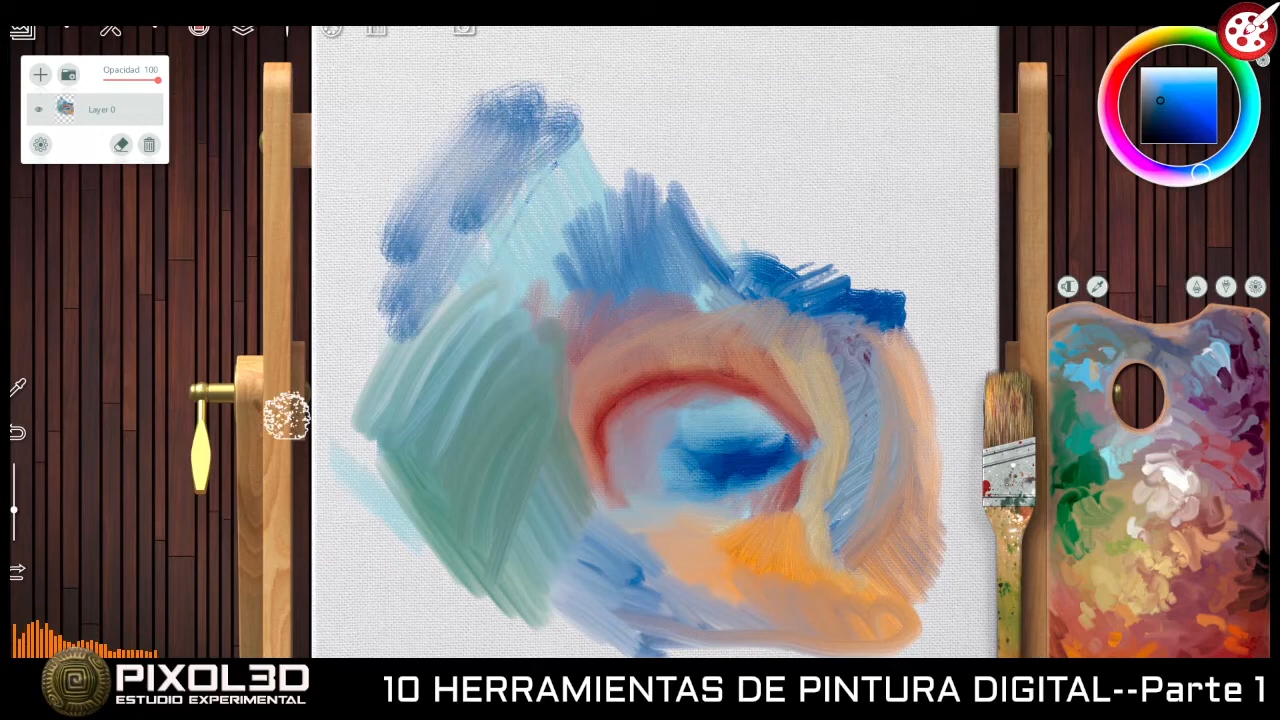 Opacidad 100
Layer 0
PIXOL3D
ESTUDIO EXPERIMENTAL
10 HERRAMIENTAS DE PINTURA DIGITAL--Parte 1